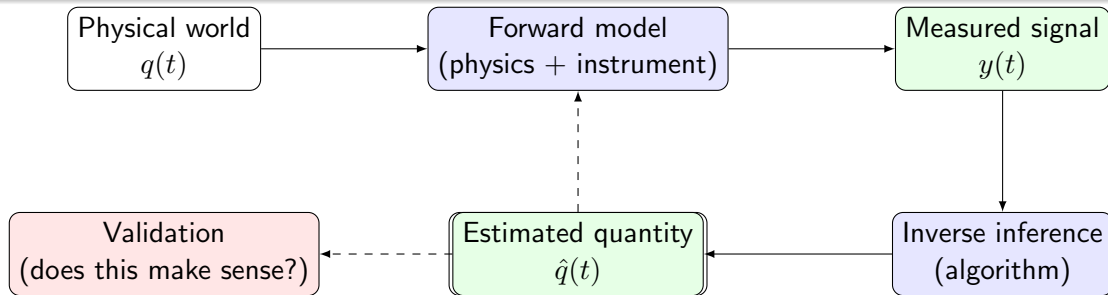 Physical world
q(t)
Forward model
(physics + instrument)
Measured signal
y(t)
Validation
(does this make sense?)
Estimated quantity
q̂(t)
Inverse inference
(algorithm)